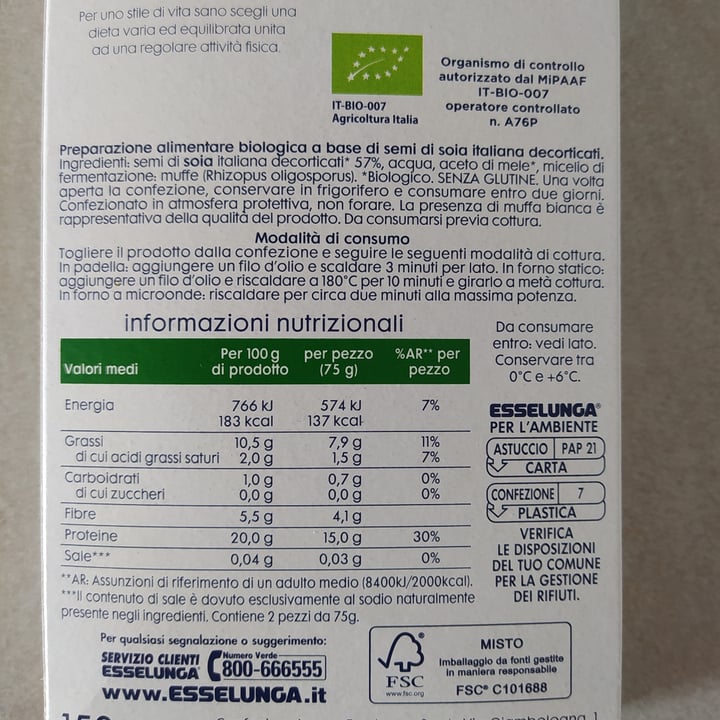 Per uno stile di vita sano scegli una
dieta varia ed equilibrata unita
ad una regolare attività fisica.
IT-BIO-007
Agricoltura Italia
Organismo di controllo
autorizzato dal MiPAAF
IT-BIO-007
operatore controllato
n. A76P
Preparazione alimentare biologica a base di semi di soia italiana decorticati.
Ingredienti: semi di soia italiana decorticati* 57%, acqua, aceto di mele*, micelio di
fermentazione: muffe (Rhizopus oligosporus). *Biologico. SENZA GLUTINE. Una volta
aperta la confezione, conservare in frigorifero e consumare entro due giorni.
Confezionato in atmosfera protettiva, non forare. La presenza di muffa bianca è
rappresentativa della qualità del prodotto. Da consumarsi previa cottura.
Modalità di consumo
Togliere il prodotto dalla confezione e seguire le seguenti modalità di cottura.
In padella: aggiungere un filo d'olio e scaldare 3 minuti per lato. In forno statico:
aggiungere un filo d'olio e riscaldare a 180°C per 10 minuti e girarlo a metà cottura.
In forno a microonde: riscaldare per circa due minuti alla massima potenza.
informazioni nutrizionali
Valori medi Per 100 g di prodotto per pezzo (75 g) %AR** per pezzo
Energia 766 kJ 574 kJ 7%
183 kcal 137 kcal
Grassi 10,5 g 7,9 g 11%
di cui acidi grassi saturi 2,0 g 1,5 g 7%
Carboidrati 1,0 g 0,7 g 0%
di cui zuccheri 0,0 g 0,0 g 0%
Fibre 5,5 g 4,1 g
Proteine 20,0 g 15,0 g 30%
Sale*** 0,04 g 0,03 g 0%
**AR: Assunzioni di riferimento di un adulto medio (8400kJ/2000kcal).
***Il contenuto di sale è dovuto esclusivamente al sodio naturalmente
presente negli ingredienti. Contiene 2 pezzi da 75g.
Da consumare
entro: vedi lato.
Conservare tra
0°C e +6°C.
ESSELUNGA®
PER L'AMBIENTE
ASTUCCIO PAP 21
CARTA
CONFEZIONE 7
PLASTICA
VERIFICA
LE DISPOSIZIONI
DEL TUO COMUNE
PER LA GESTIONE
DEI RIFIUTI.
Per qualsiasi segnalazione o suggerimento:
SERVIZIO CLIENTI
ESSELUNGA®
Numero Verde
800-666555
www.ESSELUNGA.it
FSC
www.fsc.org
MISTO
Imballaggio da fonti gestite
in maniera responsabile
FSC® C101688